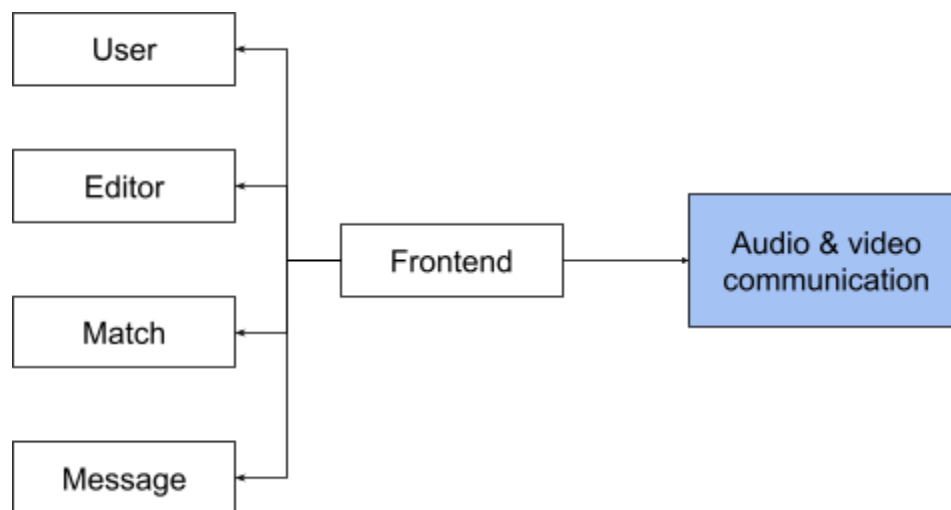 User
Editor
Frontend
Audio & video
communication
Match
Message